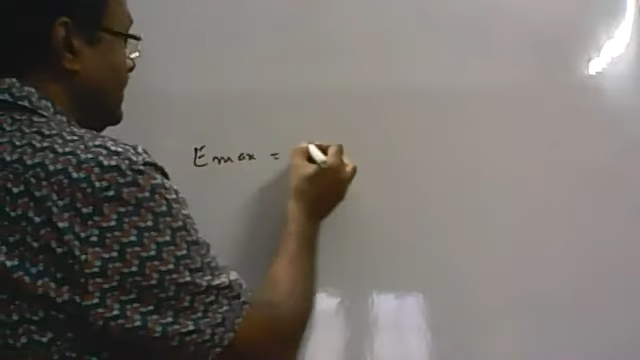 Emax =